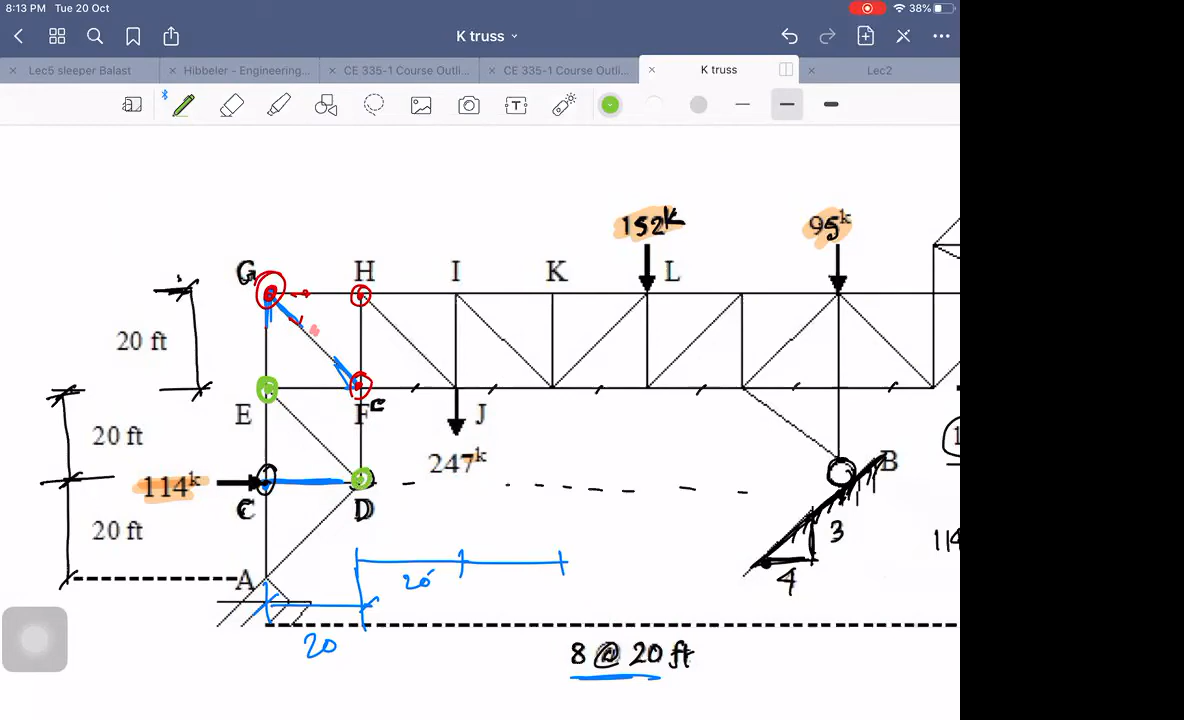 8:13 PM Tue 20 Oct
38%
K truss
Lec5 sleeper Balast
Hibbeler - Engineering...
CE 335-1 Course Outli...
CE 335-1 Course Outli...
K truss
Lec2
T
152k
95k
G H I K L
20 ft
E F J
20 ft
247k
B
114k
C D
20 ft
3
A
4
20
20
8 @ 20 ft